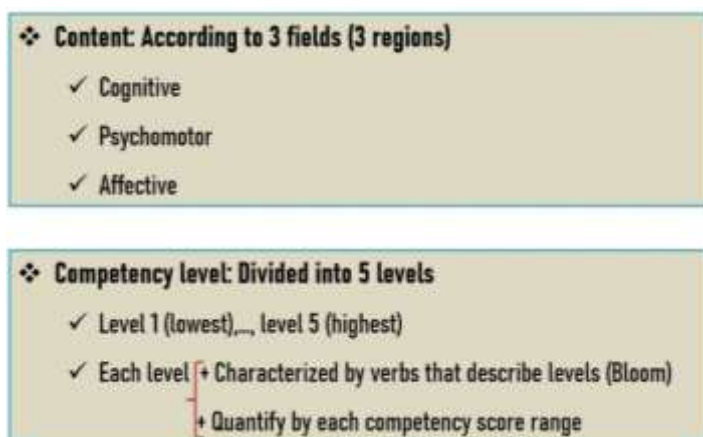 ❖ Content: According to 3 fields (3 regions)
✓ Cognitive
✓ Psychomotor
✓ Affective
❖ Competency level: Divided into 5 levels
✓ Level 1 (lowest),..., level 5 (highest)
✓ Each level + Characterized by verbs that describe levels (Bloom)
+ Quantify by each competency score range